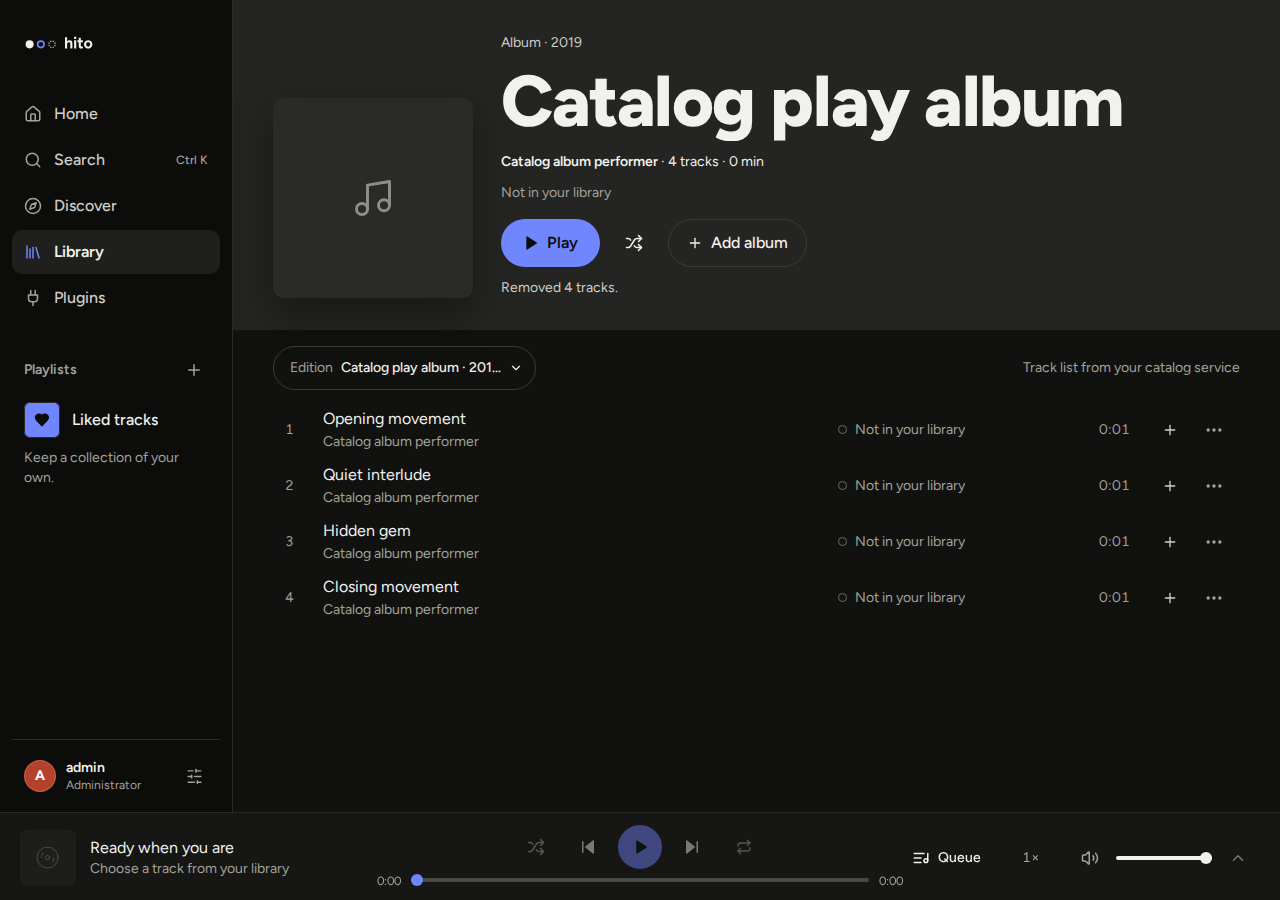 hito
Home
Search Ctrl K
Discover
Library
Plugins
Playlists
Liked tracks
Keep a collection of your
own.
A
admin
Administrator
Album · 2019
Catalog play album
Catalog album performer · 4 tracks · 0 min
Not in your library
Play
Add album
Removed 4 tracks.
Edition Catalog play album · 201...
Track list from your catalog service
1 Opening movement Not in your library 0:01
Catalog album performer
2 Quiet interlude Not in your library 0:01
Catalog album performer
3 Hidden gem Not in your library 0:01
Catalog album performer
4 Closing movement Not in your library 0:01
Catalog album performer
Ready when you are
Choose a track from your library
0:00
0:00
Queue
1×